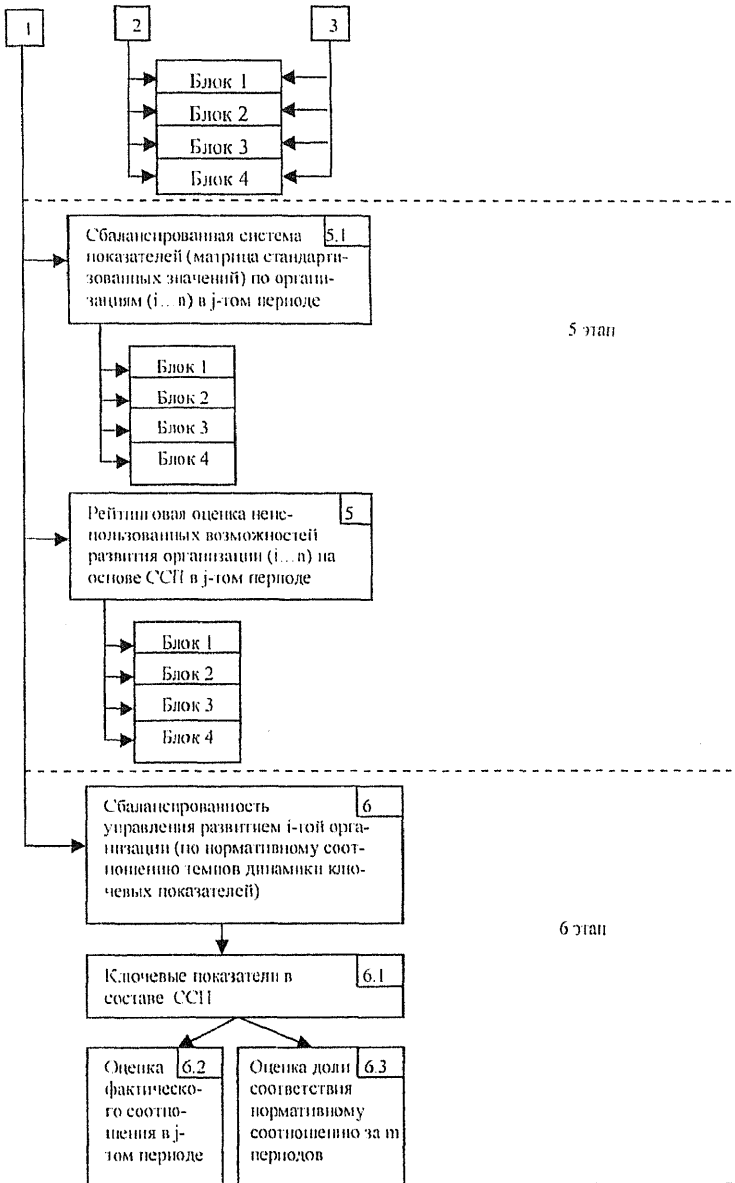 1
2
3
Блок 1
Блок 2
Блок 3
Блок 4
Сбалансированная система
5.1
показателей (матрица стандарти-
зованных значений) по органи-
зациям (i...n) в j-том периоде
5 этап
Блок 1
Блок 2
Блок 3
Блок 4
Рейтинговая оценка неис-
5
пользованных возможностей
развития организации (i...n) на
основе ССП в j-том периоде
Блок 1
Блок 2
Блок 3
Блок 4
Сбалансированность
6
управления развитием i-той орга-
низации (по нормативному соот-
ношению темпов динамики клю-
чевых показателей)
6 этап
Ключевые показатели в
6.1
составе ССП
Оценка
6.2
фактическо-
го соотно-
шения в j-
том периоде
Оценка доли
6.3
соответствия
нормативному
соотношению за m
периодов